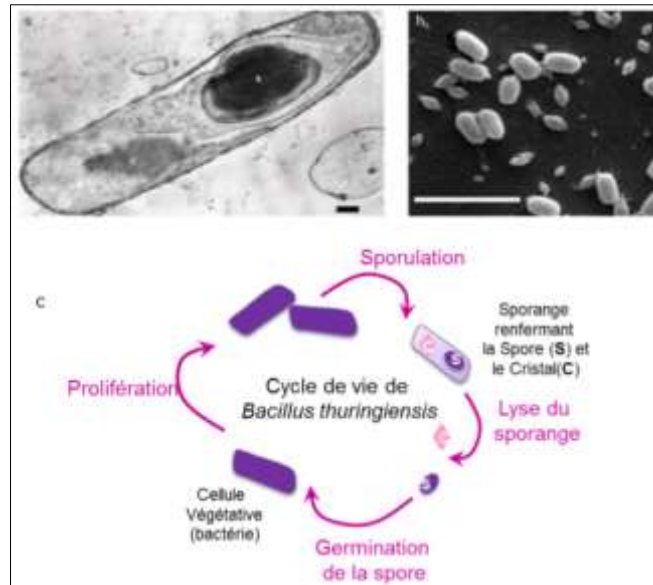 h.
c
Sporulation
Sporange
renfermant
la Spore (S) et
le Cristal(C)
Prolifération
Cycle de vie de
Bacillus thuringiensis
Lyse du
sporange
C
S
Cellule
Végétative
(bactérie)
Germination
de la spore